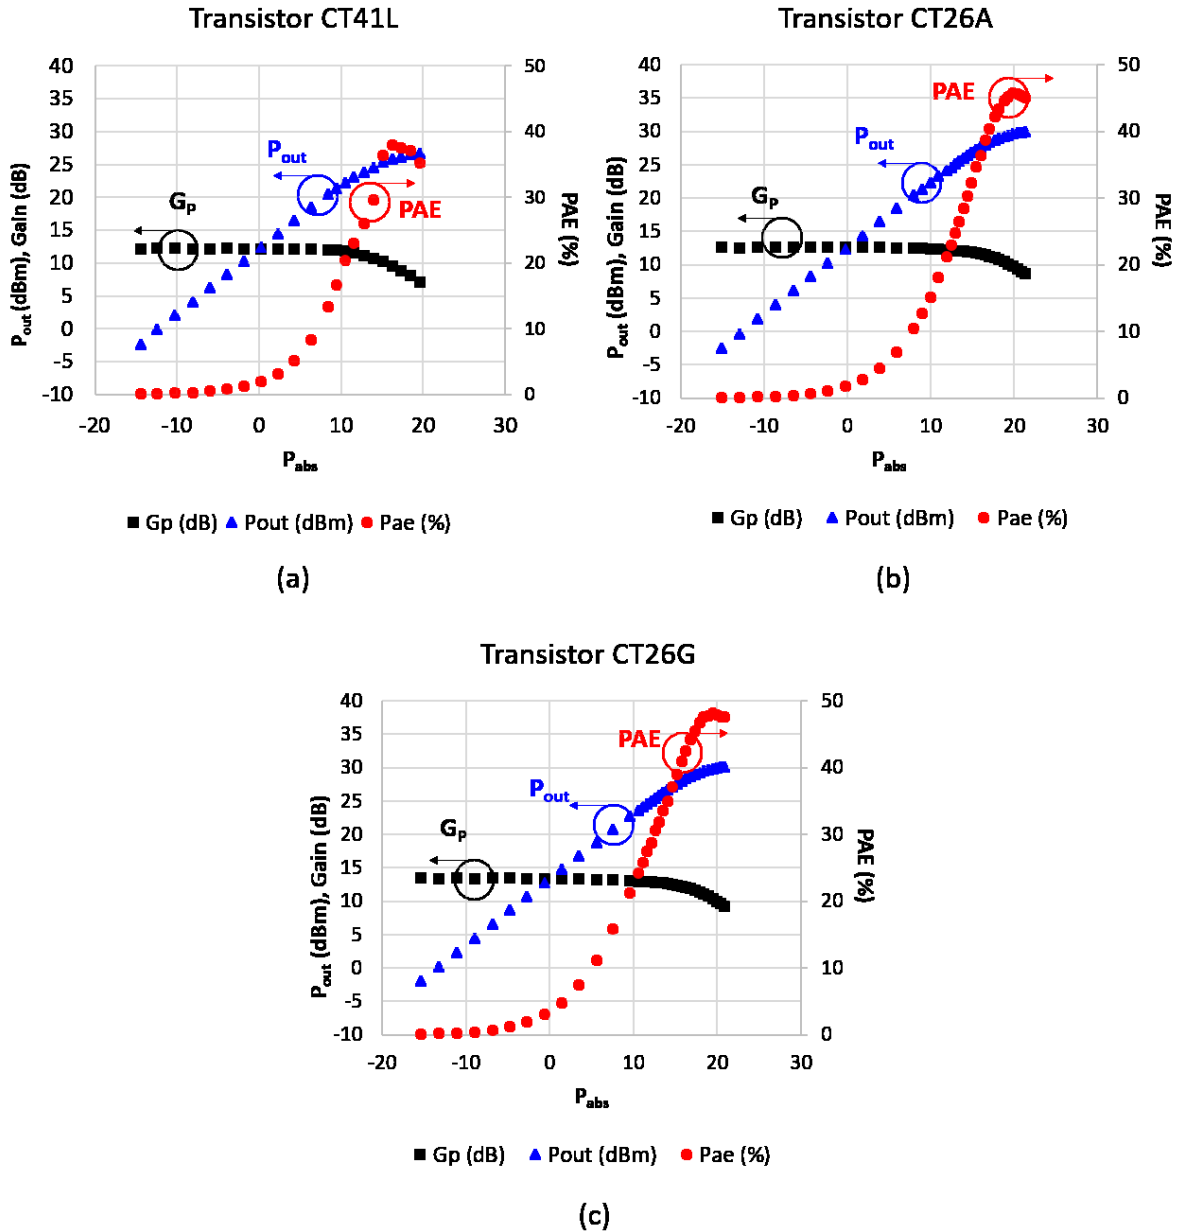 Transistor CT41L
40
35
30
25
20
15
10
5
0
-5
-10
P_out (dBm), Gain (dB)
50
40
30
20
10
0
PAE (%)
P_out
G_P
PAE
-20
-10
0
10
20
30
P_abs
Gp (dB) Pout (dBm) Pae (%)
(a)
Transistor CT26A
40
35
30
25
20
15
10
5
0
-5
-10
P_out (dBm), Gain (dB)
50
40
30
20
10
0
PAE (%)
PAE
P_out
G_P
-20
-10
0
10
20
30
P_abs
Gp (dB) Pout (dBm) Pae (%)
(b)
Transistor CT26G
40
35
30
25
20
15
10
5
0
-5
-10
P_out (dBm), Gain (dB)
50
40
30
20
10
0
PAE (%)
PAE
P_out
G_P
-20
-10
0
10
20
30
P_abs
Gp (dB) Pout (dBm) Pae (%)
(c)